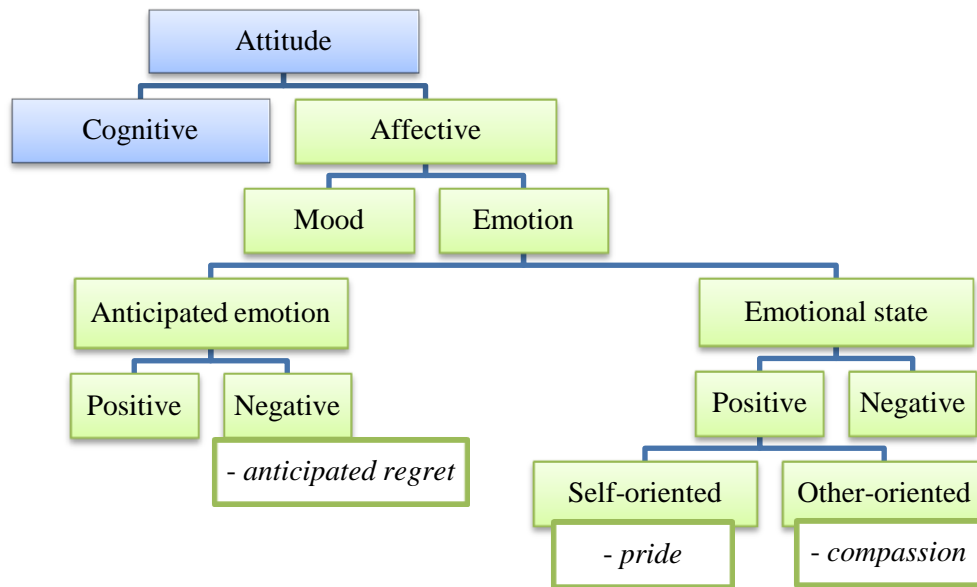 Attitude
Cognitive
Affective
Mood
Emotion
Anticipated emotion
Emotional state
Positive
Negative
Positive
Negative
- anticipated regret
Self-oriented
Other-oriented
- pride
- compassion